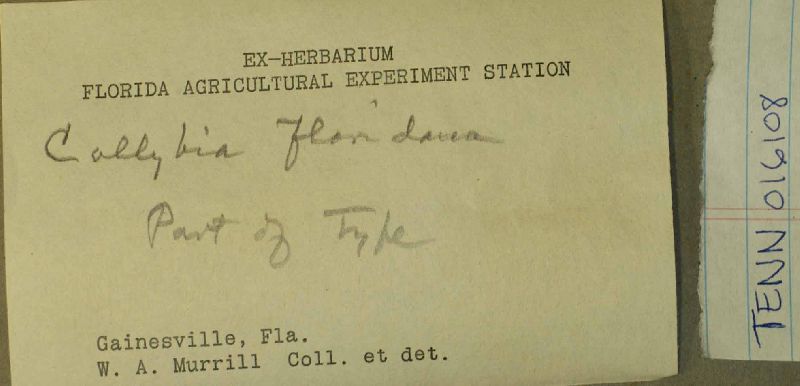 EX-HERBARIUM
FLORIDA AGRICULTURAL EXPERIMENT STATION
Collybia Floridana
Part of Type
Gainesville, Fla.
W. A. Murrill Coll. et det.
TENN 016108